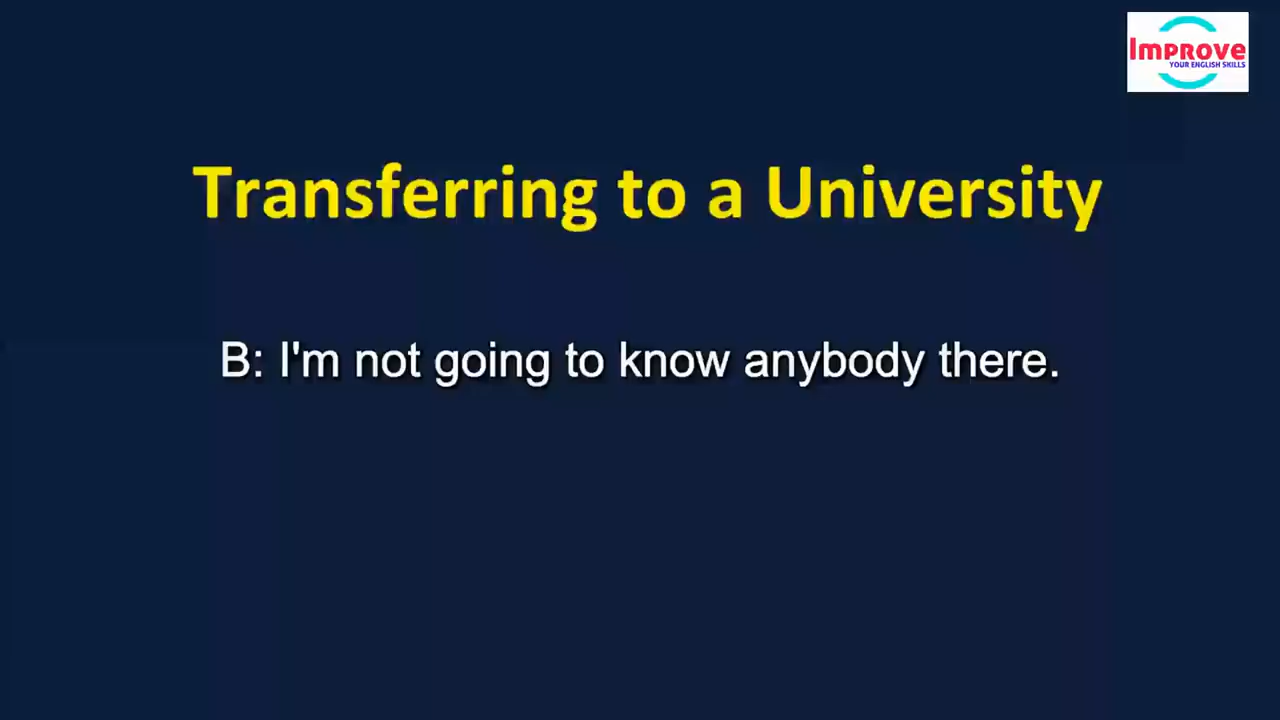 Improve
YOUR ENGLISH SKILLS
Transferring to a University
B: I'm not going to know anybody there.